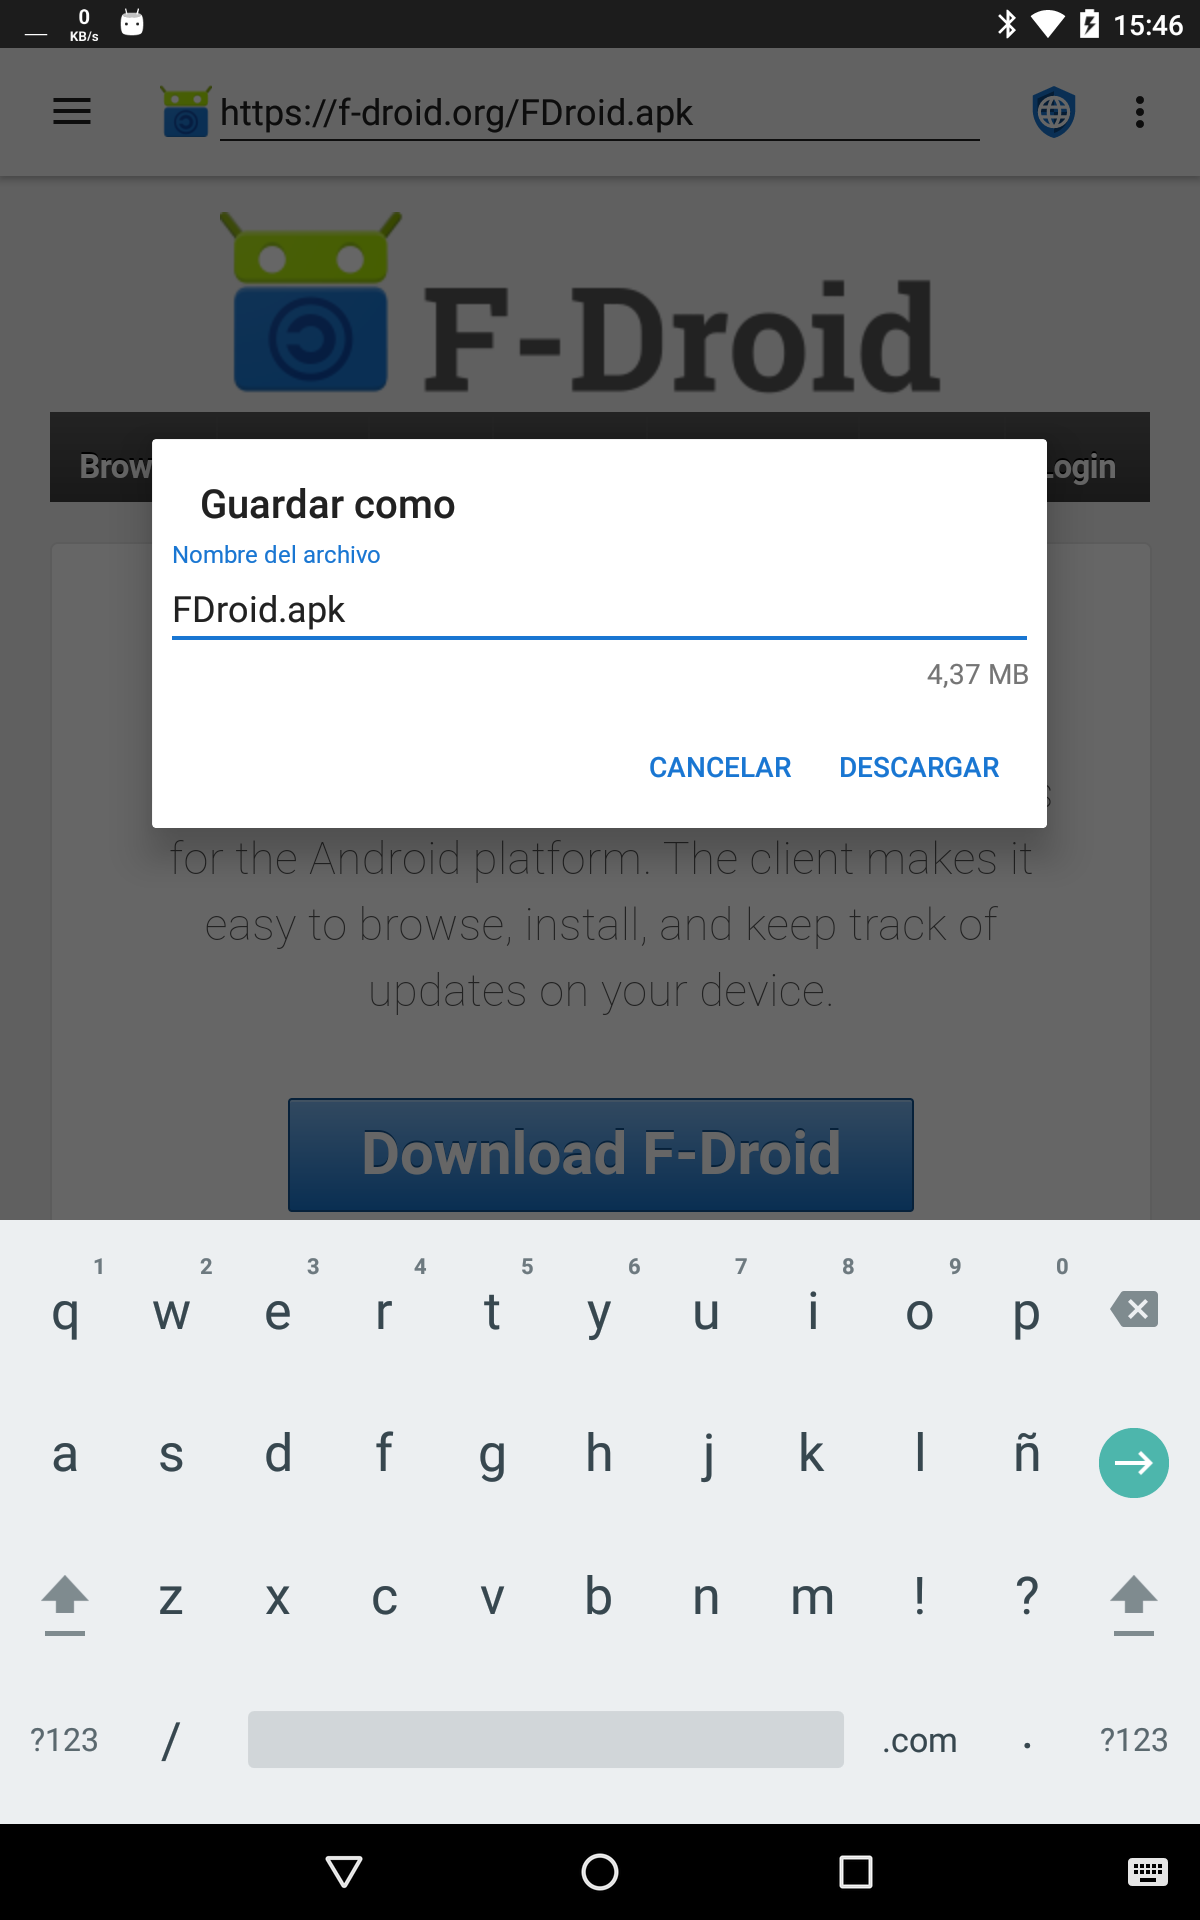 0
KB/s
15:46
https://f-droid.org/FDroid.apk
F-Droid
Brow
Login
Guardar como
Nombre del archivo
FDroid.apk
4,37 MB
CANCELAR DESCARGAR
s
for the Android platform. The client makes it
easy to browse, install, and keep track of
updates on your device.
Download F-Droid
1 2 3 4 5 6 7 8 9 0
q w e r t y u i o p
a s d f g h j k l ñ
z x c v b n m ! ?
?123 / .com . ?123